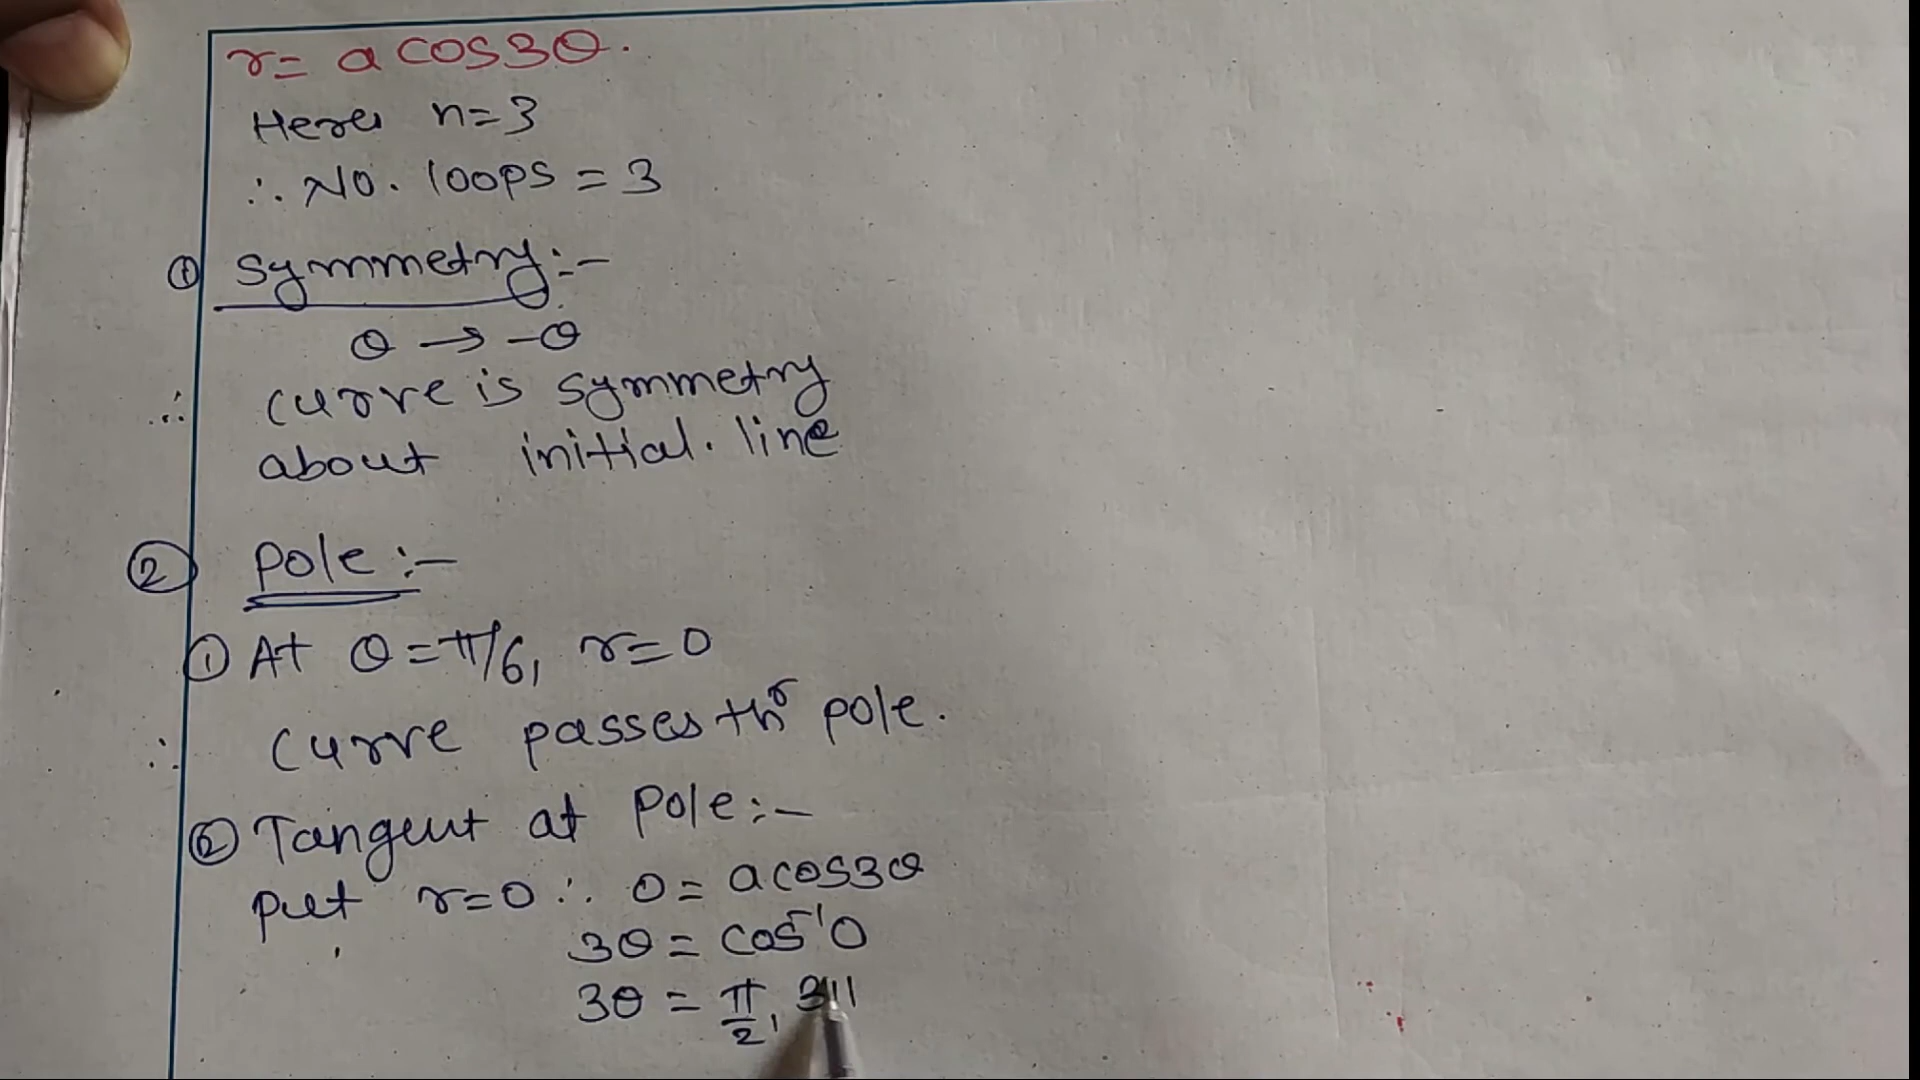 r = a cos3θ.
Here n=3
∴ No. loops = 3
① Symmetry:-
θ → -θ
∴ curve is symmetry
about initial. line
② Pole :-
① At θ = π/6, r=0
∴ curve passes thr pole.
② Tangent at Pole:-
put r=0 ∴ 0 = a cos3θ
3θ = cos⁻¹0
3θ = π/2, 3